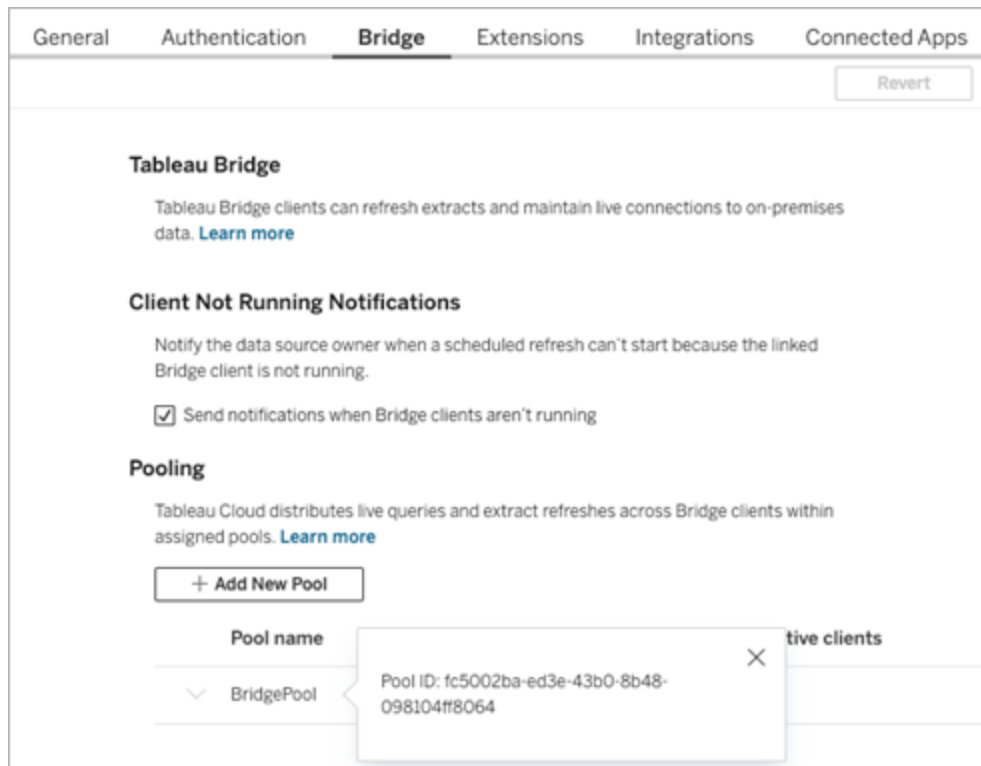 General Authentication Bridge Extensions Integrations Connected Apps
Revert
Tableau Bridge
Tableau Bridge clients can refresh extracts and maintain live connections to on-premises
data. Learn more
Client Not Running Notifications
Notify the data source owner when a scheduled refresh can't start because the linked
Bridge client is not running.
Send notifications when Bridge clients aren't running
Pooling
Tableau Cloud distributes live queries and extract refreshes across Bridge clients within
assigned pools. Learn more
+ Add New Pool
Pool name tive clients
BridgePool
Pool ID: fc5002ba-ed3e-43b0-8b48-
098104ff8064